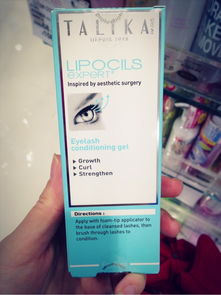 TALIKA
PARIS
DEPUIS 1948
LIPOCILS
EXPERT+
Inspired by aesthetic surgery
Eyelash
conditioning gel
▸ Growth
▸ Curl
▸ Strengthen
Directions :
Apply with foam-tip applicator to
the base of cleansed lashes, then
brush through lashes to
condition.